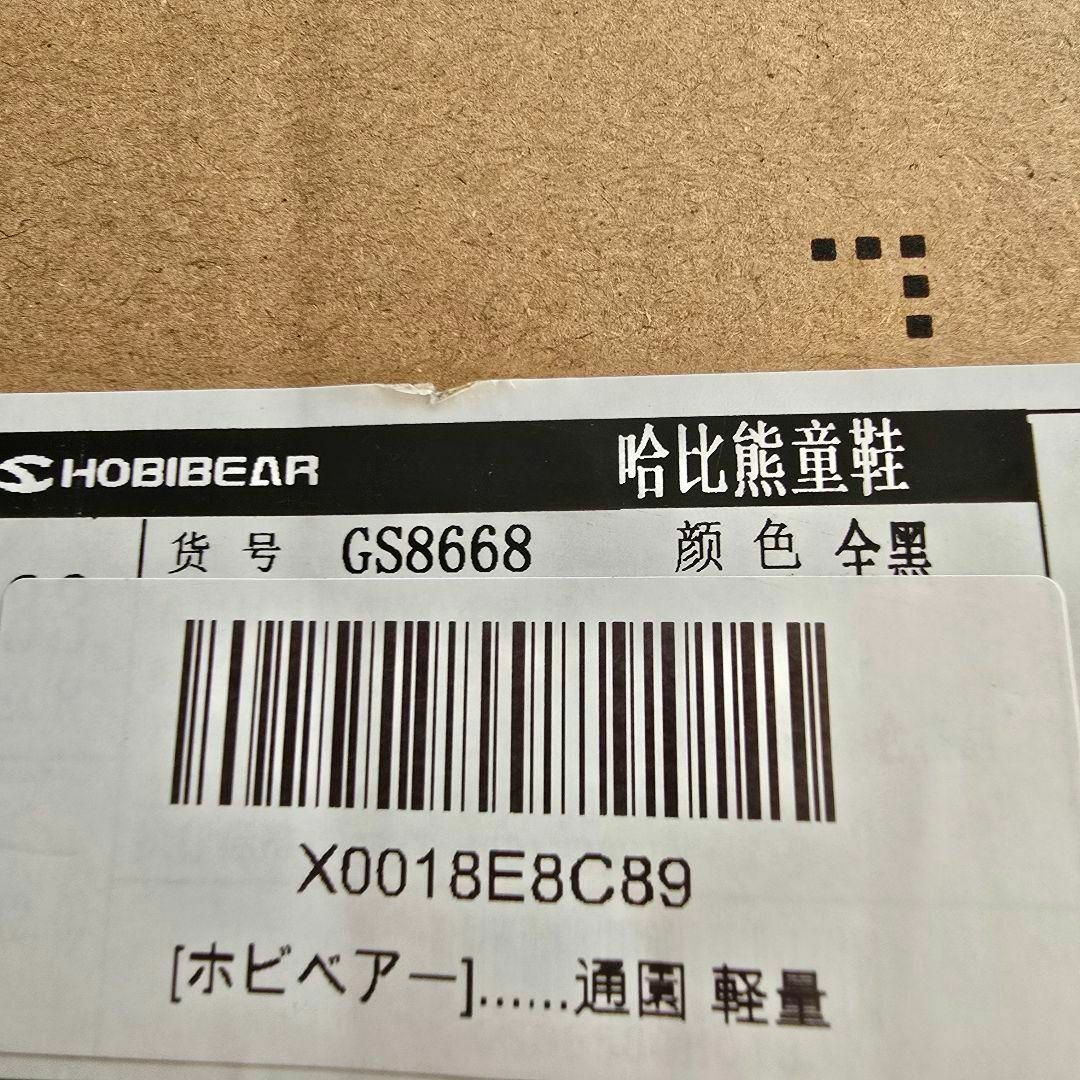 HOBIBEAR 哈比熊童鞋
货号 GS8668 颜色 全黑
X0018E8C89
[ホビベアー]......通園 軽量